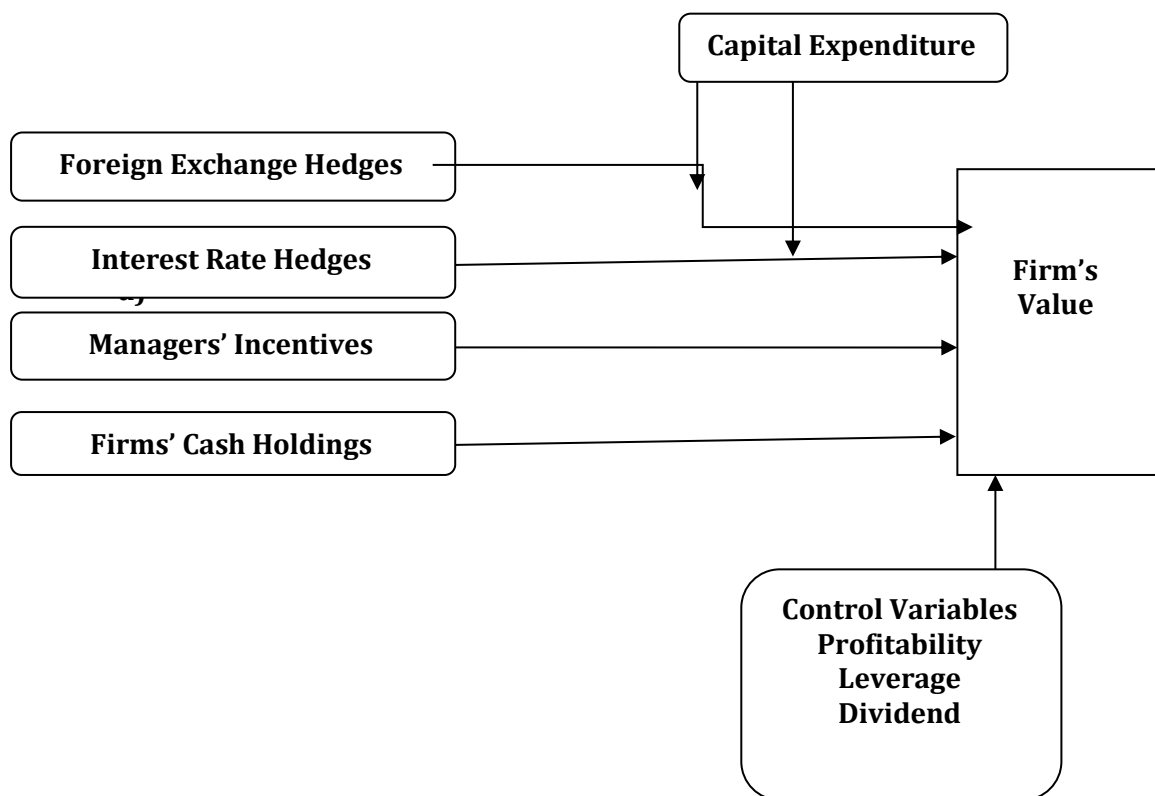 Capital Expenditure
Foreign Exchange Hedges
Interest Rate Hedges
Managers’ Incentives
Firms’ Cash Holdings
Firm’s
Value
Control Variables
Profitability
Leverage
Dividend